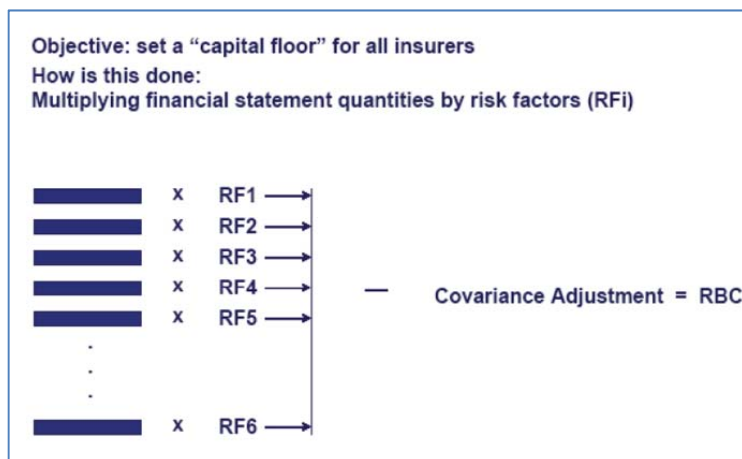 Objective: set a “capital floor” for all insurers
How is this done:
Multiplying financial statement quantities by risk factors (RFi)
x RF1
x RF2
x RF3
x RF4
x RF5
.
.
.
x RF6
— Covariance Adjustment = RBC